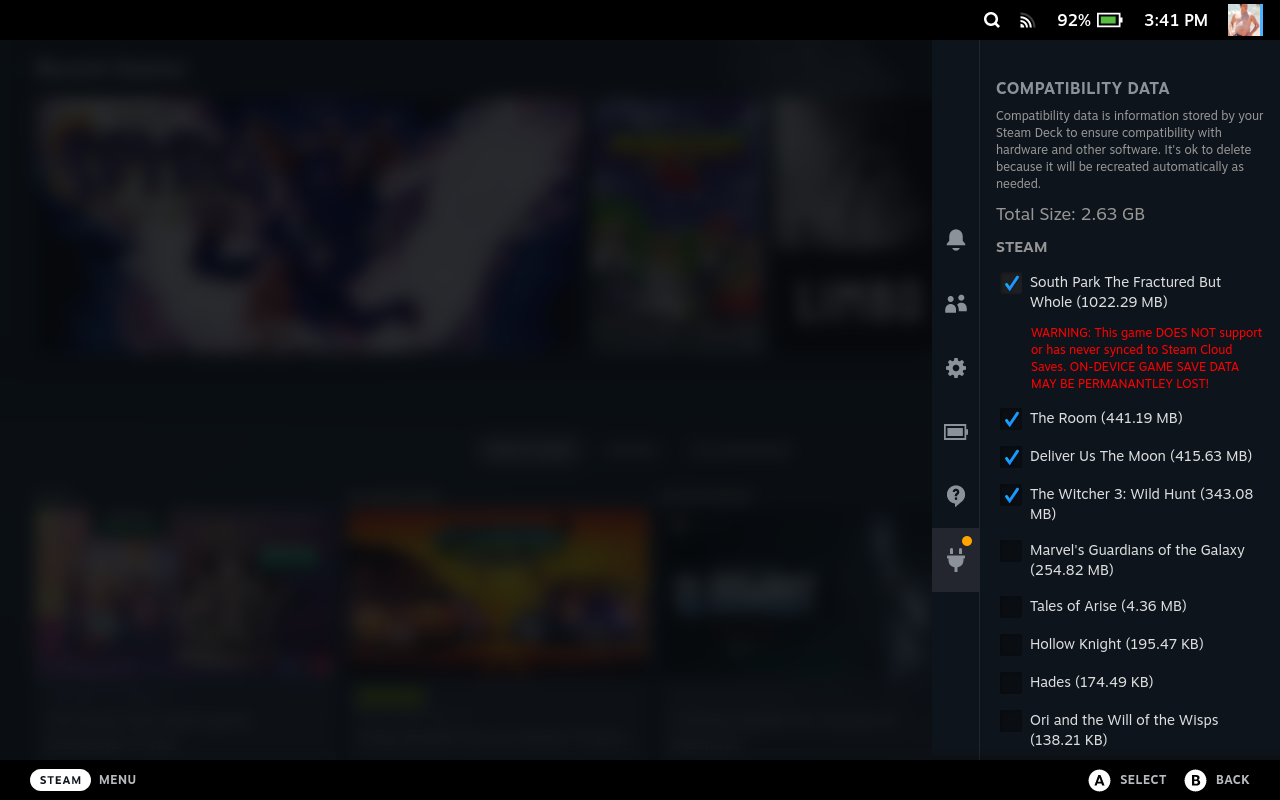 92% 3:41 PM
COMPATIBILITY DATA
Compatibility data is information stored by your
Steam Deck to ensure compatibility with
hardware and other software. It's ok to delete
because it will be recreated automatically as
needed.
Total Size: 2.63 GB
STEAM
South Park The Fractured But
Whole (1022.29 MB)
WARNING: This game DOES NOT support
or has never synced to Steam Cloud
Saves. ON-DEVICE GAME SAVE DATA
MAY BE PERMANANTLEY LOST!
The Room (441.19 MB)
Deliver Us The Moon (415.63 MB)
The Witcher 3: Wild Hunt (343.08
MB)
Marvel's Guardians of the Galaxy
(254.82 MB)
Tales of Arise (4.36 MB)
Hollow Knight (195.47 KB)
Hades (174.49 KB)
Ori and the Will of the Wisps
(138.21 KB)
STEAM MENU
A SELECT B BACK